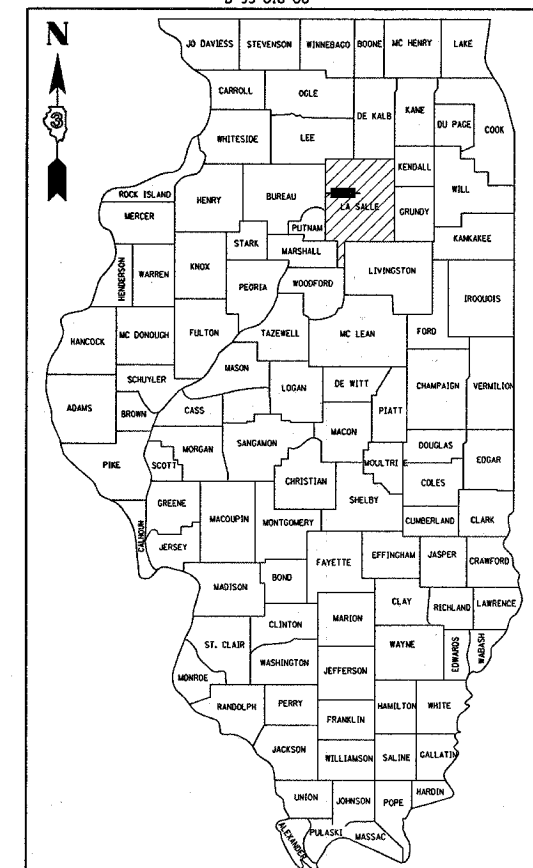 N
JO DAVIESS STEVENSON WINNEBAGO BOONE MC HENRY LAKE
CARROLL OGLE DE KALB KANE DU PAGE COOK
WHITESIDE LEE
KENDALL WILL
ROCK ISLAND HENRY BUREAU LA SALLE GRUNDY
MERCER PUTNAM
STARK MARSHALL KANKAKEE
HENDERSON WARREN KNOX PEORIA WOODFORD LIVINGSTON IROQUOIS
HANCOCK MC DONOUGH FULTON TAZEWELL MC LEAN FORD
MASON
SCHUYLER LOGAN DE WITT CHAMPAIGN VERMILION
ADAMS BROWN CASS PIATT
MACON
SANGAMON DOUGLAS
PIKE SCOTT MORGAN MOULTRIE EDGAR
CHRISTIAN COLES
SHELBY
GREENE MACOUPIN MONTGOMERY CUMBERLAND CLARK
CALHOUN JERSEY FAYETTE EFFINGHAM JASPER CRAWFORD
MADISON BOND
CLAY RICHLAND LAWRENCE
CLINTON MARION
ST. CLAIR WAYNE EDWARDS WABASH
WASHINGTON JEFFERSON
MONROE
RANDOLPH PERRY HAMILTON WHITE
FRANKLIN
JACKSON WILLIAMSON SALINE GALLATIN
UNION JOHNSON POPE HARDIN
ALEXANDER PULASKI MASSAC